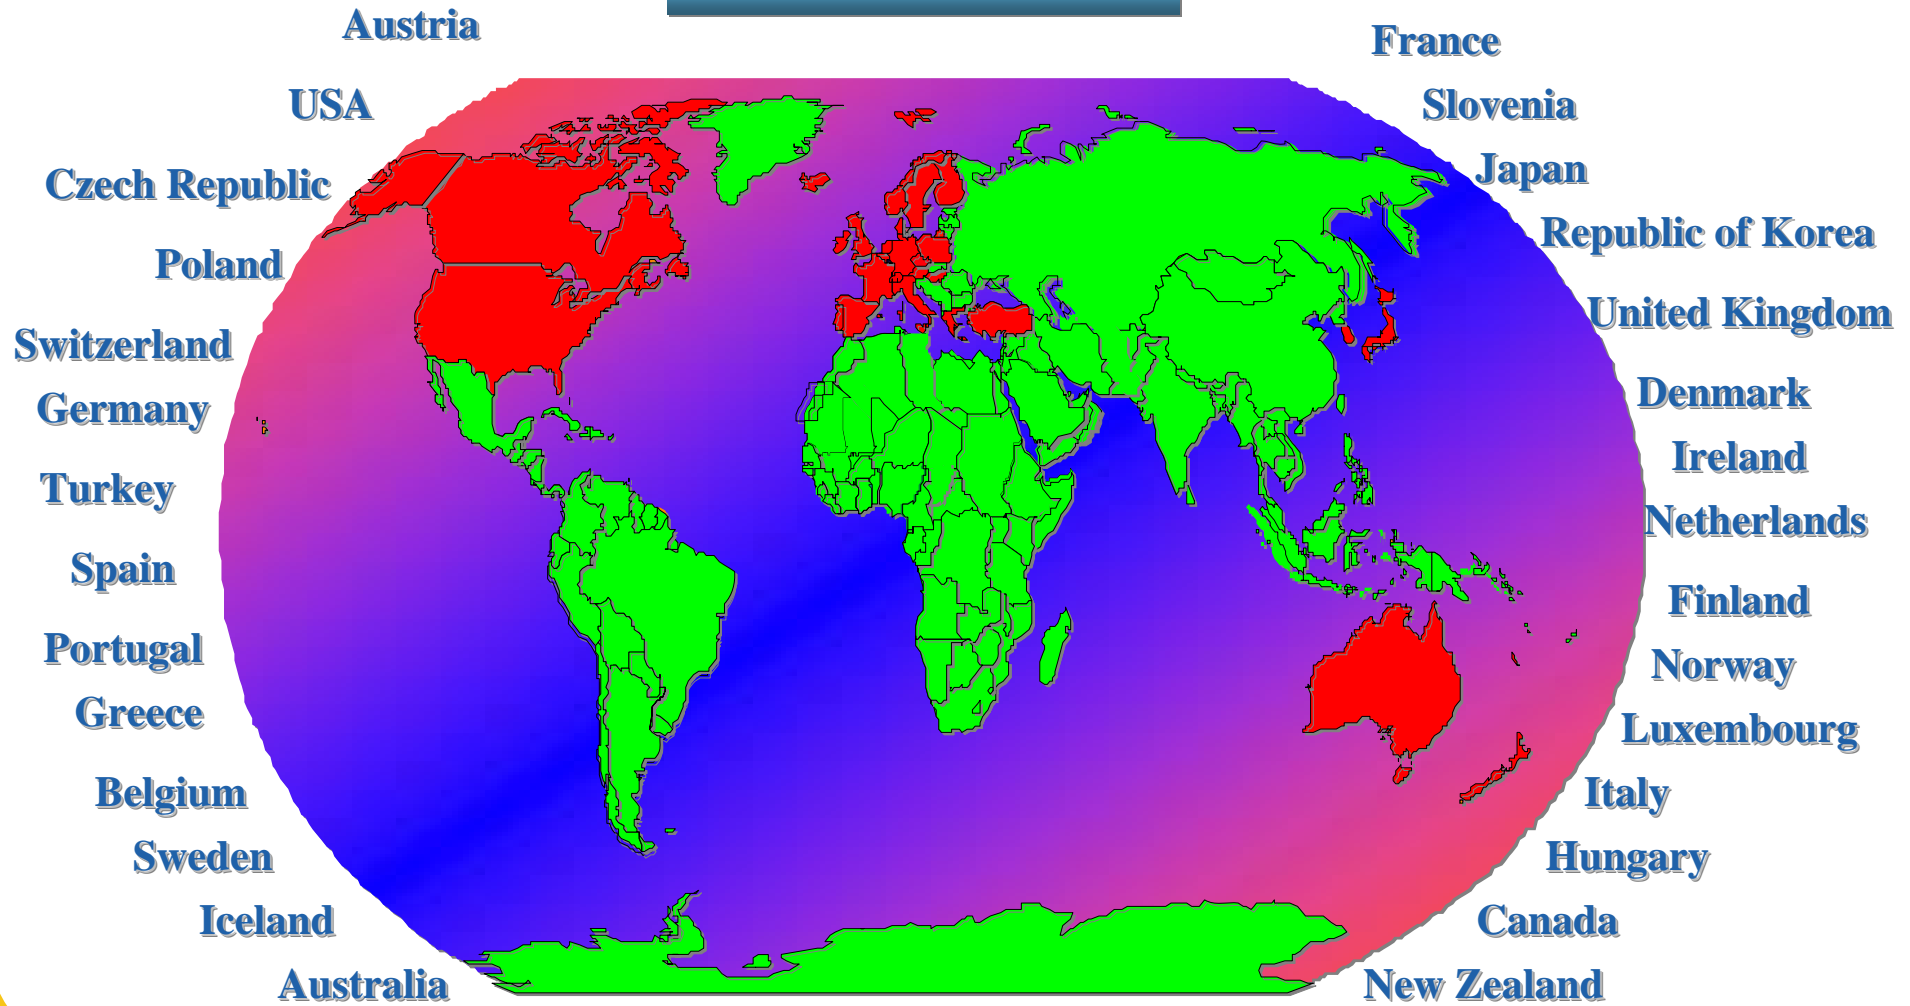 Austria
USA
Czech Republic
Poland
Switzerland
Germany
Turkey
Spain
Portugal
Greece
Belgium
Sweden
Iceland
Australia
France
Slovenia
Japan
Republic of Korea
United Kingdom
Denmark
Ireland
Netherlands
Finland
Norway
Luxembourg
Italy
Hungary
Canada
New Zealand